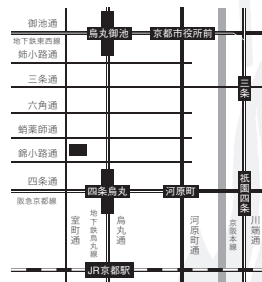 御池通
地下鉄東西線
烏丸御池
京都市役所前
姉小路通
三条通
三条
六角通
蛸薬師通
錦小路通
四条通
阪急京都線
四条烏丸
河原町
祇園四条
室町通
地下鉄烏丸線
烏丸通
河原町通
京阪本線
川端通
JR京都駅